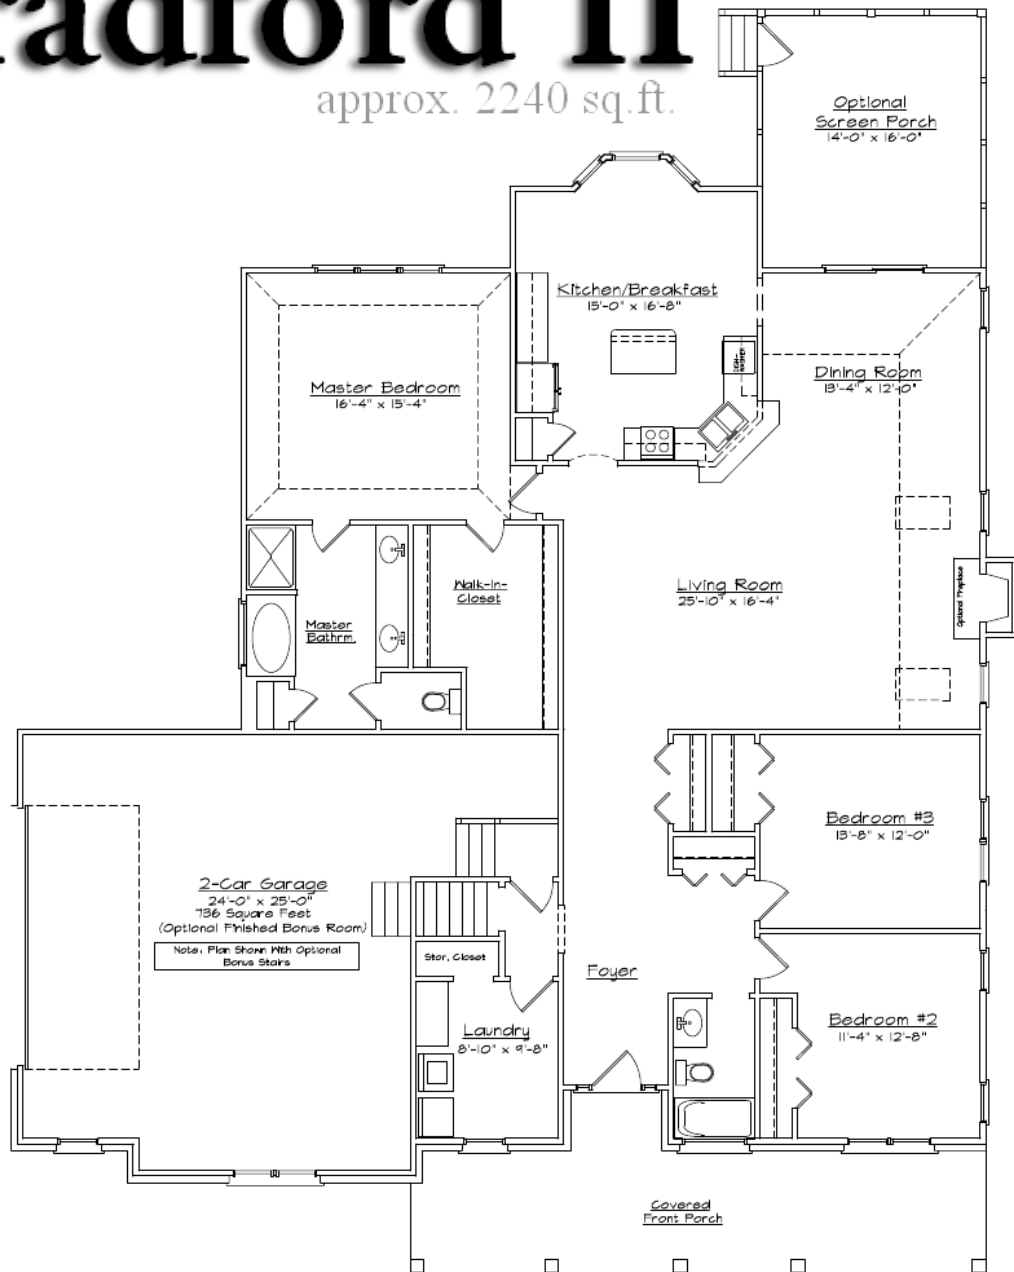 approx. 2240 sq.ft.
Optional
Screen Porch
14'-0" x 16'-0"
Kitchen/Breakfast
15'-0" x 16'-8"
DISH-
WASHER
Dining Room
13'-4" x 12'-0"
Master Bedroom
16'-4" x 15'-4"
Walk-In-
Closet
Living Room
25'-10" x 16'-4"
Optional Fireplace
Master
Bathrm.
Bedroom #3
13'-8" x 12'-0"
2-Car Garage
24'-0" x 25'-0"
736 Square Feet
(Optional Finished Bonus Room)
Note: Plan Shown With Optional
Bonus Stairs
Stor. Closet
Foyer
Laundry
8'-10" x 9'-8"
Bedroom #2
11'-4" x 12'-8"
Covered
Front Porch